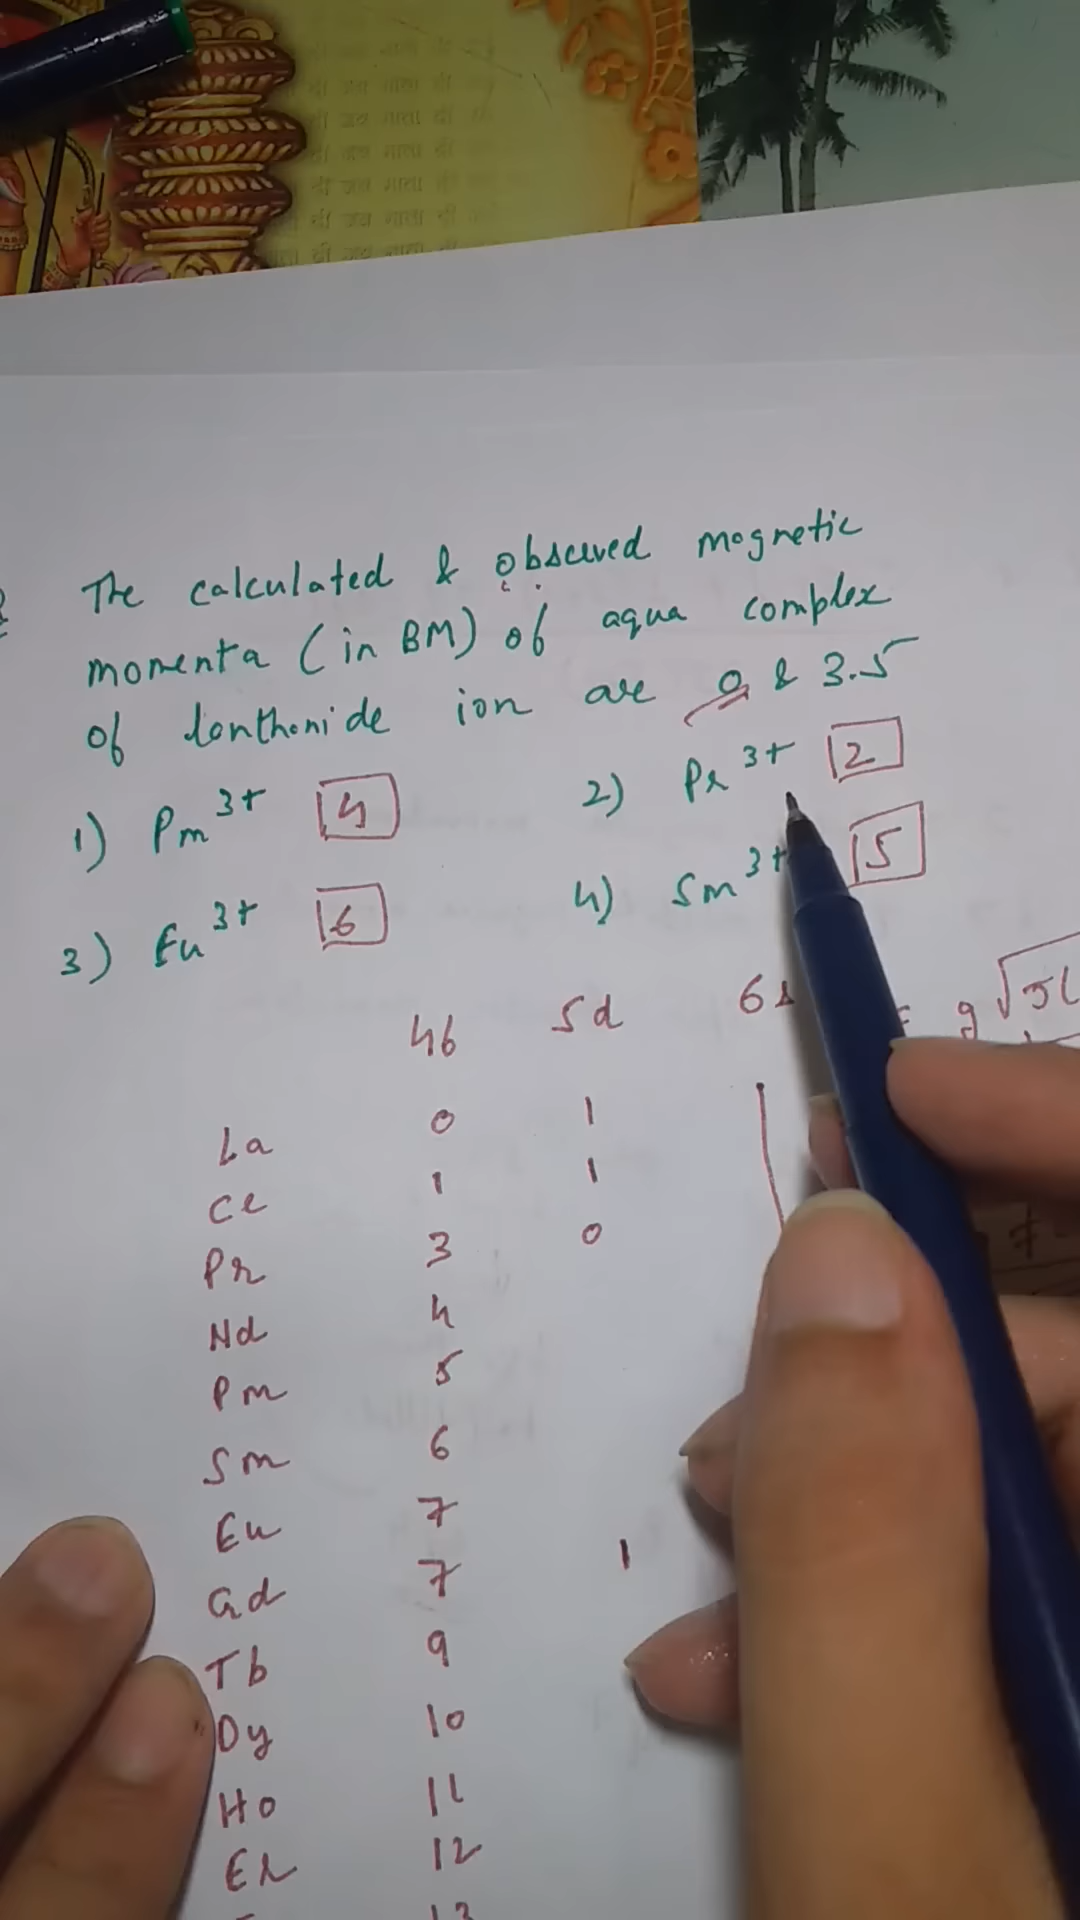 The calculated & observed magnetic
momenta (in BM) of aqua complex
of lanthanide ion are 0 & 3.5
1) Pm3+ 4 2) Pr3+ 2
3) Eu3+ 6 4) Sm3+ 5
4f 5d 6s g
La 0 1
Ce 1 1
Pr 3 0
Nd 4
Pm 5
Sm 6
Eu 7
Gd 7 1
Tb 9
Dy 10
Ho 11
Er 12
13